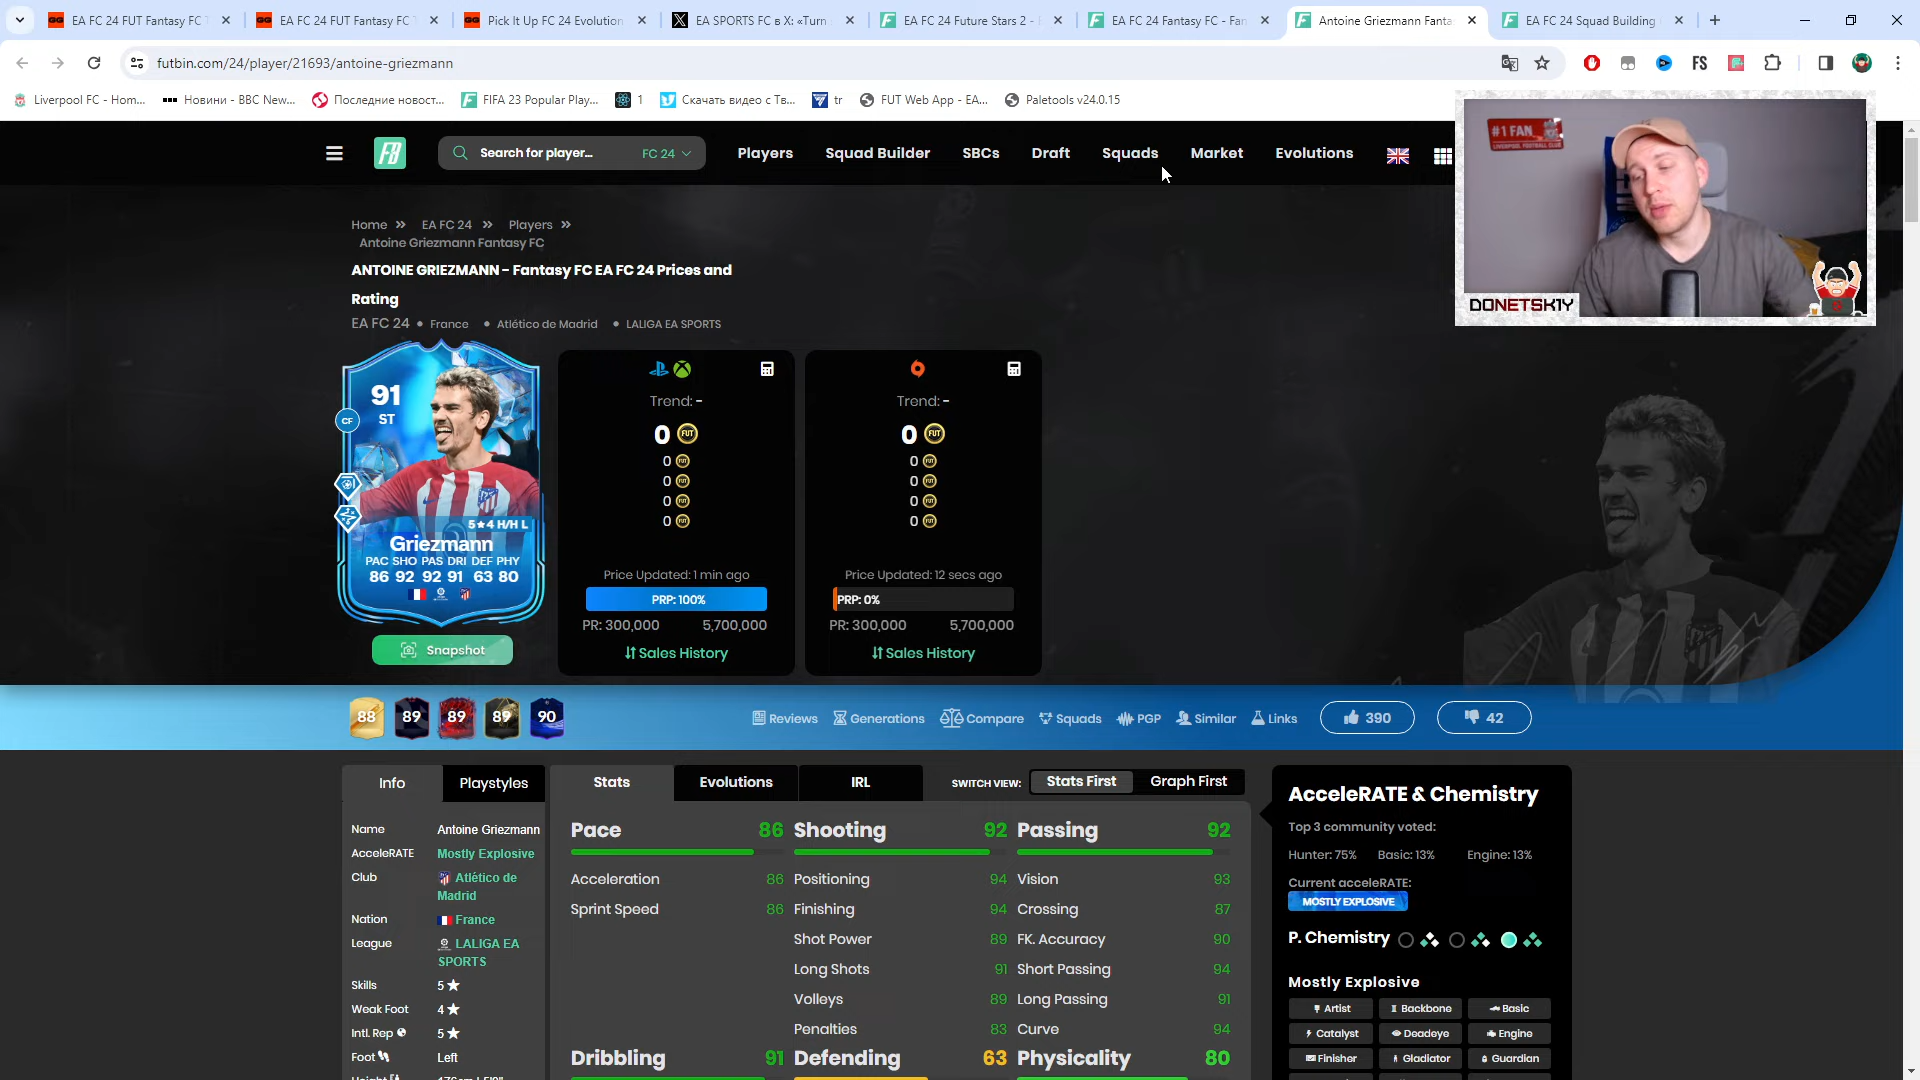 EA FC 24 FUT Fantasy FC
EA FC 24 FUT Fantasy FC
Pick It Up FC 24 Evolution
EA SPORTS FC в X: «Turn
EA FC 24 Future Stars 2 -
EA FC 24 Fantasy FC - Fan
Antoine Griezmann Fanta
EA FC 24 Squad Building
futbin.com/24/player/21693/antoine-griezmann
FS
Liverpool FC - Hom...
Новини - BBC New...
Последние новост...
FIFA 23 Popular Play...
1
Скачать видео с Тв...
tr
FUT Web App - EA...
Paletools v24.0.15
FB
Search for player...
FC 24
Players
Squad Builder
SBCs
Draft
Squads
Market
Evolutions
#1 FAN
LIVERPOOL FOOTBALL CLUB
DONETSK1Y
Home » EA FC 24 » Players »
Antoine Griezmann Fantasy FC
ANTOINE GRIEZMANN - Fantasy FC EA FC 24 Prices and
Rating
EA FC 24 • France • Atlético de Madrid • LALIGA EA SPORTS
91
ST
CF
5★4 H/H L
Griezmann
PAC SHO PAS DRI DEF PHY
86 92 92 91 63 80
Snapshot
Trend: -
0
0
0
0
0
Price Updated: 1 min ago
PRP: 100%
PR: 300,000 5,700,000
Sales History
Trend: -
0
0
0
0
0
Price Updated: 12 secs ago
PRP: 0%
PR: 300,000 5,700,000
Sales History
88 89 89 89 90
Reviews
Generations
Compare
Squads
PGP
Similar
Links
390
42
Info
Playstyles
Name Antoine Griezmann
AcceleRATE Mostly Explosive
Club Atlético de
Madrid
Nation France
League LALIGA EA
SPORTS
Skills 5★
Weak Foot 4★
Intl. Rep 5★
Foot Left
Stats
Evolutions
IRL
SWITCH VIEW:
Stats First
Graph First
Pace 86
Acceleration 86
Sprint Speed 86
Shooting 92
Positioning 94
Finishing 94
Shot Power 89
Long Shots 91
Volleys 89
Penalties 83
Passing 92
Vision 93
Crossing 87
FK. Accuracy 90
Short Passing 94
Long Passing 91
Curve 94
Dribbling 91
Defending 63
Physicality 80
AcceleRATE & Chemistry
Top 3 community voted:
Hunter: 75% Basic: 13% Engine: 13%
Current acceleRATE:
MOSTLY EXPLOSIVE
P. Chemistry
Mostly Explosive
Artist
Backbone
Basic
Catalyst
Deadeye
Engine
Finisher
Gladiator
Guardian